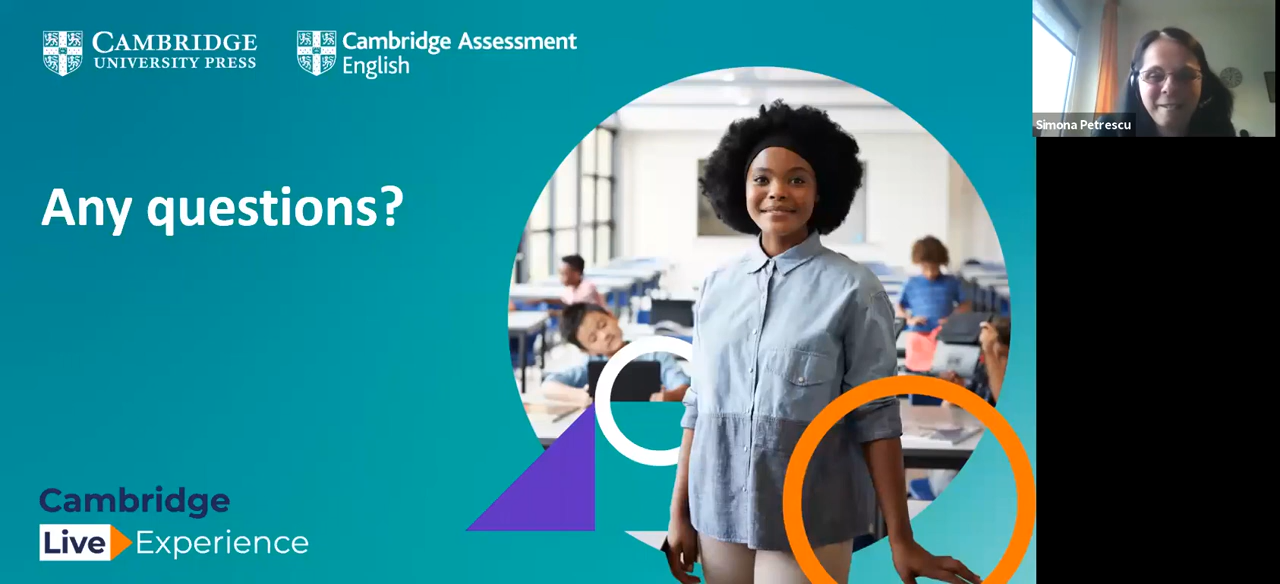 CAMBRIDGE
UNIVERSITY PRESS
Cambridge Assessment
English
Simona Petrescu
Any questions?
Cambridge
Live Experience